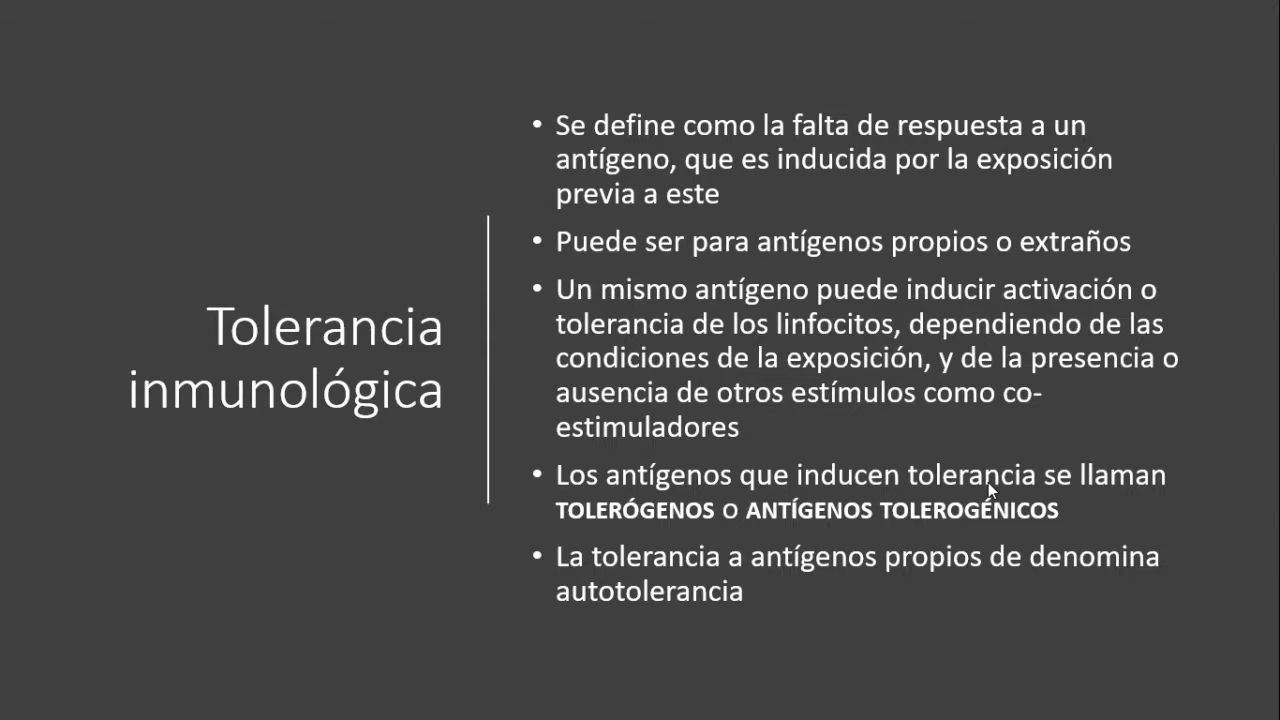 Tolerancia
inmunológica
• Se define como la falta de respuesta a un
antígeno, que es inducida por la exposición
previa a este
• Puede ser para antígenos propios o extraños
• Un mismo antígeno puede inducir activación o
tolerancia de los linfocitos, dependiendo de las
condiciones de la exposición, y de la presencia o
ausencia de otros estímulos como co-
estimuladores
• Los antígenos que inducen tolerancia se llaman
TOLERÓGENOS O ANTÍGENOS TOLEROGÉNICOS
• La tolerancia a antígenos propios de denomina
autotolerancia